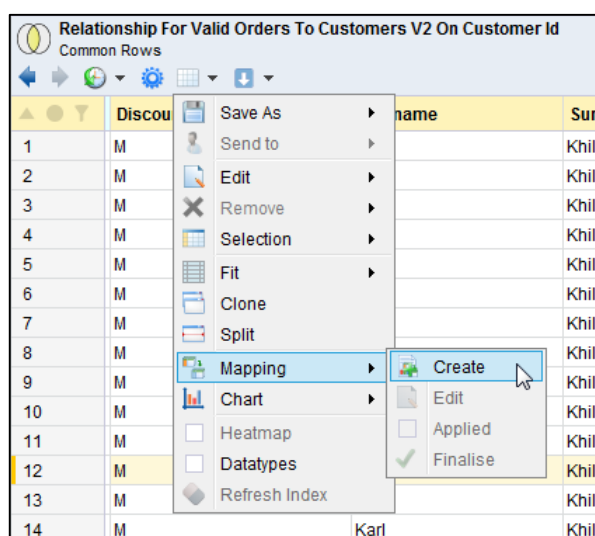 Relationship For Valid Orders To Customers V2 On Customer Id
Common Rows
Discou
name
Sur
1 M Khil
2 M Khil
3 M Khil
4 M Khil
5 M Khil
6 M Khil
7 M Khil
8 M Khil
9 M Khil
10 M Khil
11 M Khil
12 M Khil
13 M Khil
14 M Karl Khil
Save As
Send to
Edit
Remove
Selection
Fit
Clone
Split
Mapping
Chart
Heatmap
Datatypes
Refresh Index
Create
Edit
Applied
Finalise